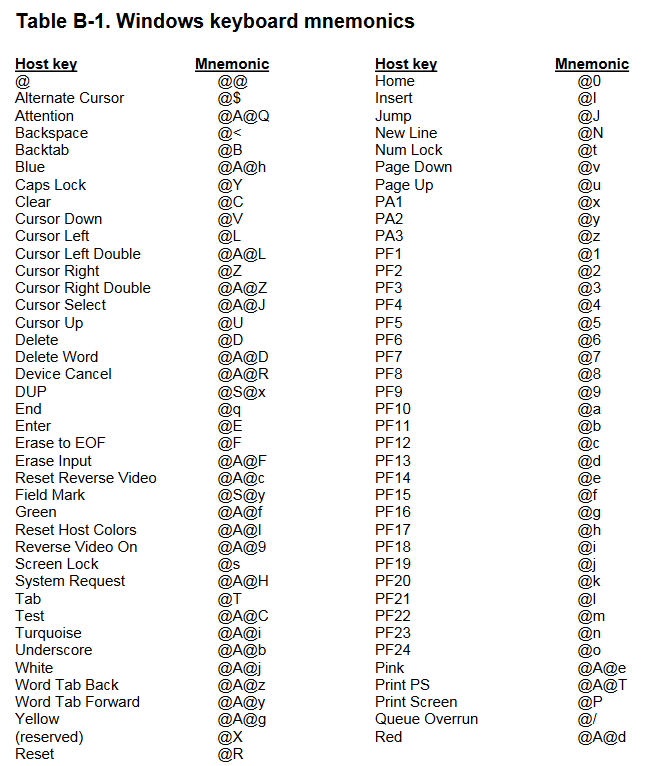 Table B-1. Windows keyboard mnemonics
Host key Mnemonic Host key Mnemonic
@ @@ Home @0
Alternate Cursor @$ Insert @I
Attention @A@Q Jump @J
Backspace @< New Line @N
Backtab @B Num Lock @t
Blue @A@h Page Down @v
Caps Lock @Y Page Up @u
Clear @C PA1 @x
Cursor Down @V PA2 @y
Cursor Left @L PA3 @z
Cursor Left Double @A@L PF1 @1
Cursor Right @Z PF2 @2
Cursor Right Double @A@Z PF3 @3
Cursor Select @A@J PF4 @4
Cursor Up @U PF5 @5
Delete @D PF6 @6
Delete Word @A@D PF7 @7
Device Cancel @A@R PF8 @8
DUP @S@x PF9 @9
End @q PF10 @a
Enter @E PF11 @b
Erase to EOF @F PF12 @c
Erase Input @A@F PF13 @d
Reset Reverse Video @A@c PF14 @e
Field Mark @S@y PF15 @f
Green @A@f PF16 @g
Reset Host Colors @A@l PF17 @h
Reverse Video On @A@9 PF18 @i
Screen Lock @s PF19 @j
System Request @A@H PF20 @k
Tab @T PF21 @l
Test @A@C PF22 @m
Turquoise @A@i PF23 @n
Underscore @A@b PF24 @o
White @A@j Pink @A@e
Word Tab Back @A@z Print PS @A@T
Word Tab Forward @A@y Print Screen @P
Yellow @A@g Queue Overrun @/
(reserved) @X Red @A@d
Reset @R